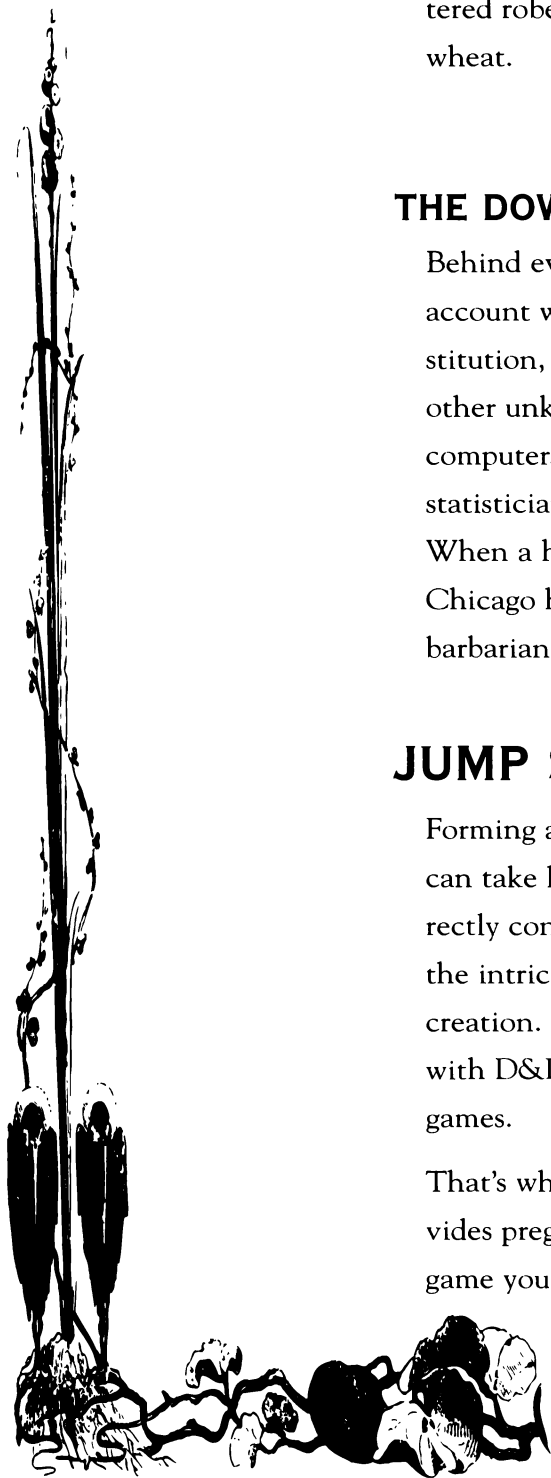 tered robe
wheat.
THE DOW
Behind ev
account w
stitution,
other unk
computer
statisticia
When a h
Chicago
barbarian
JUMP
Forming a
can take
rectly con
the intric
creation.
with D&D
games.
That's wh
vides preg
game you